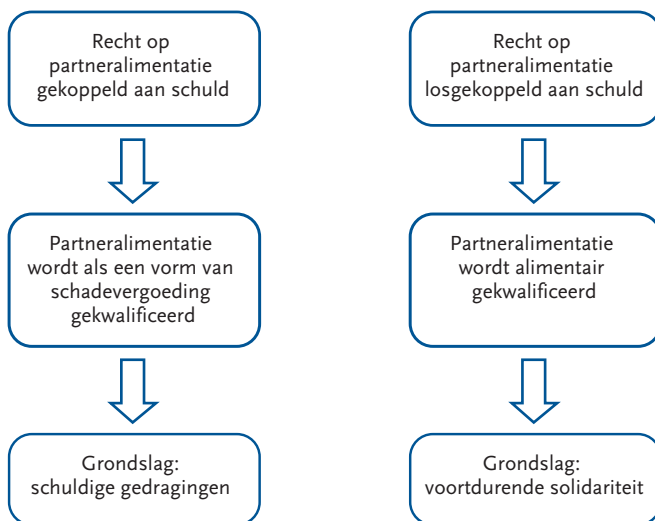 Recht op
partneralimentatie
gekoppeld aan schuld
Partneralimentatie
wordt als een vorm van
schadevergoeding
gekwalificeerd
Grondslag:
schuldige gedragingen
Recht op
partneralimentatie
losgekoppeld aan schuld
Partneralimentatie
wordt alimentair
gekwalificeerd
Grondslag:
voortdurende solidariteit